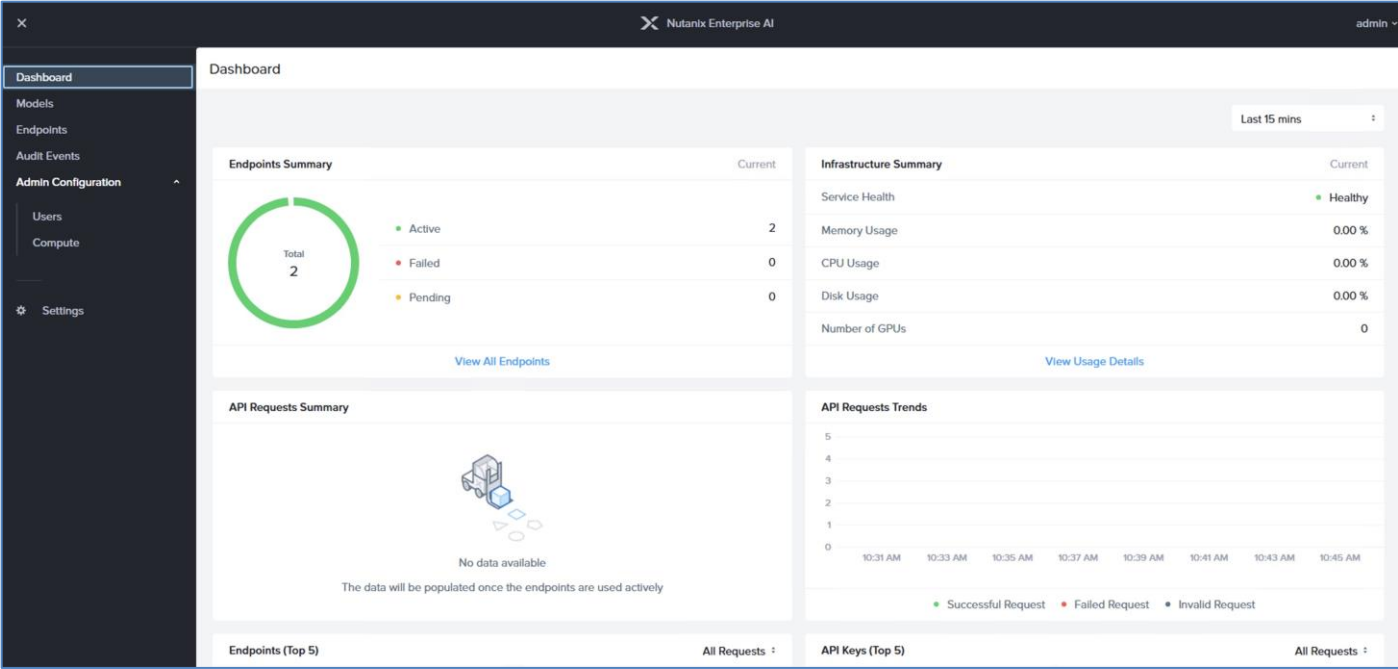 Nutanix Enterprise AI
admin
Dashboard
Models
Endpoints
Audit Events
Admin Configuration
Users
Compute
Settings
Dashboard
Last 15 mins
Endpoints Summary Current
Total
2
Active 2
Failed 0
Pending 0
View All Endpoints
Infrastructure Summary Current
Service Health Healthy
Memory Usage 0.00 %
CPU Usage 0.00 %
Disk Usage 0.00 %
Number of GPUs 0
View Usage Details
API Requests Summary
No data available
The data will be populated once the endpoints are used actively
API Requests Trends
5
4
3
2
1
0
10:31 AM 10:33 AM 10:35 AM 10:37 AM 10:39 AM 10:41 AM 10:43 AM 10:45 AM
Successful Request Failed Request Invalid Request
Endpoints (Top 5) All Requests
API Keys (Top 5) All Requests